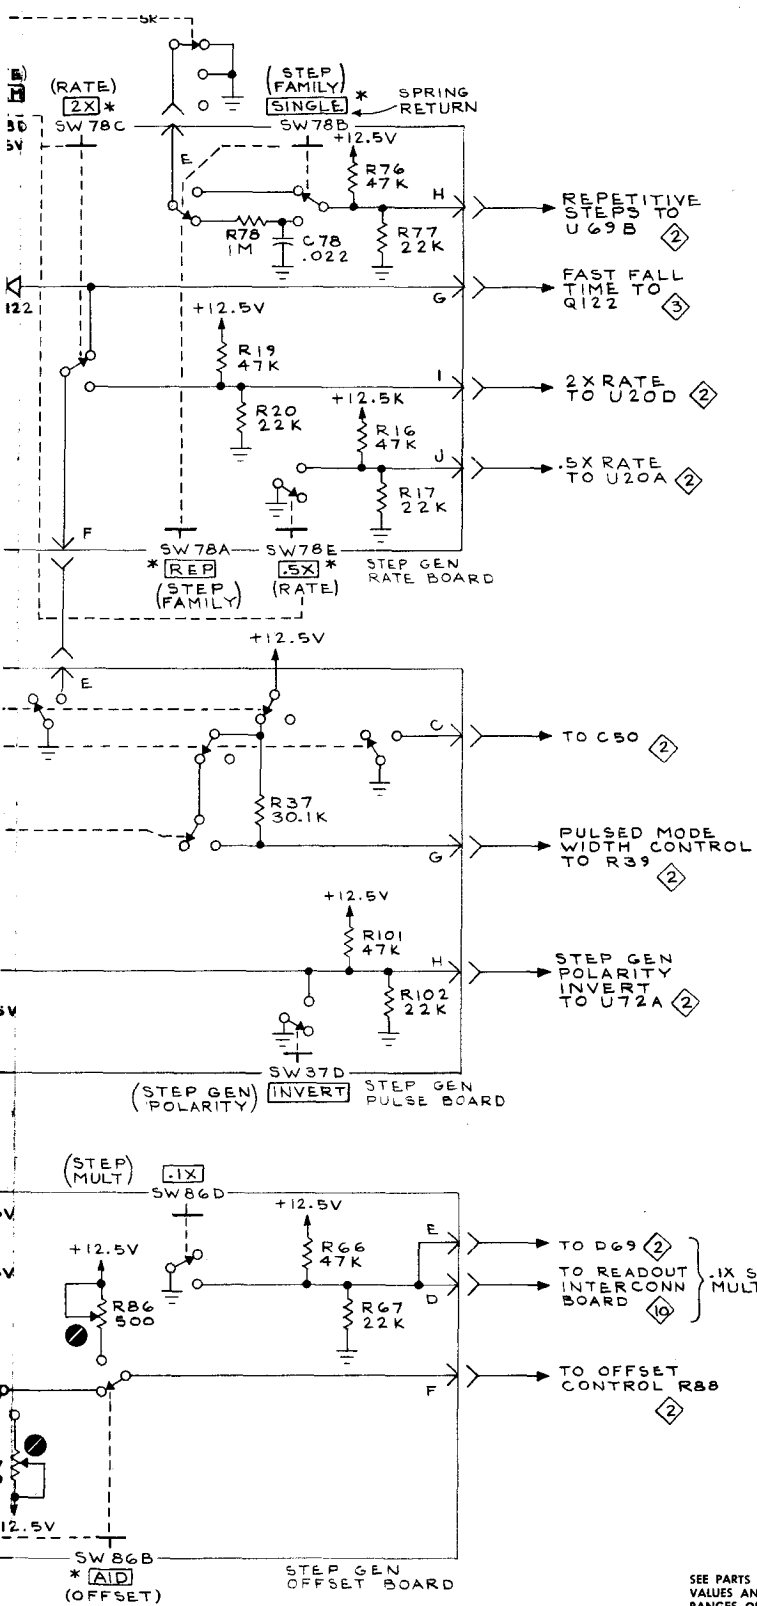 5K
(RATE)
2X *
SW 78C
(STEP FAMILY)
SINGLE *
SW78B
SPRING
RETURN
+12.5V
E
R76
47K
H
REPETITIVE
STEPS TO
U69B
2
R78
1M
C78
.022
R77
22K
122
G
FAST FALL
TIME TO
Q122
3
+12.5V
R19
47K
I
2X RATE
TO U20D
2
R20
22K
+12.5K
R16
47K
J
.5X RATE
TO U20A
2
R17
22K
F
SW78A
* REP
(STEP FAMILY)
SW78E
.5X *
(RATE)
STEP GEN
RATE BOARD
+12.5V
E
C
TO C50
2
R37
30.1K
G
PULSED MODE
WIDTH CONTROL
TO R39
2
+12.5V
R101
47K
H
STEP GEN
POLARITY
INVERT
TO U72A
2
R102
22K
SW37D
(STEP GEN POLARITY)
INVERT
STEP GEN
PULSE BOARD
(STEP MULT)
.1X
SW86D
+12.5V
+12.5V
R66
47K
E
TO D69
2
D
TO READOUT
INTERCONN
BOARD
10
.1X S
MULT
R86
500
R67
22K
F
TO OFFSET
CONTROL R88
2
12.5V
SW86B
* AID
(OFFSET)
STEP GEN
OFFSET BOARD
SEE PARTS
VALUES AN
RANGES O